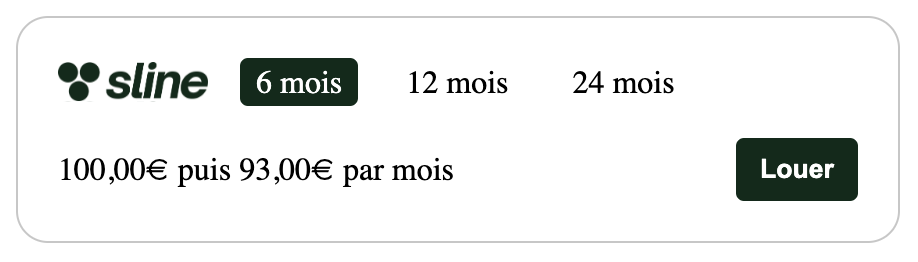 sline 6 mois 12 mois 24 mois
100,00€ puis 93,00€ par mois Louer